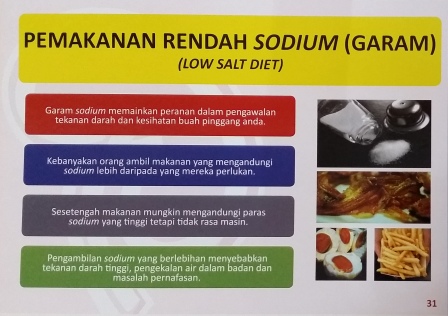 PEMAKANAN RENDAH SODIUM (GARAM)
(LOW SALT DIET)
Garam sodium memainkan peranan dalam pengawalan
tekanan darah dan kesihatan buah pinggang anda.
Kebanyakan orang ambil makanan yang mengandungi
sodium lebih daripada yang mereka perlukan.
Sesetengah makanan mungkin mengandungi paras
sodium yang tinggi tetapi tidak rasa masin.
Pengambilan sodium yang berlebihan menyebabkan
tekanan darah tinggi, pengekalan air dalam badan dan
masalah pernafasan.
31